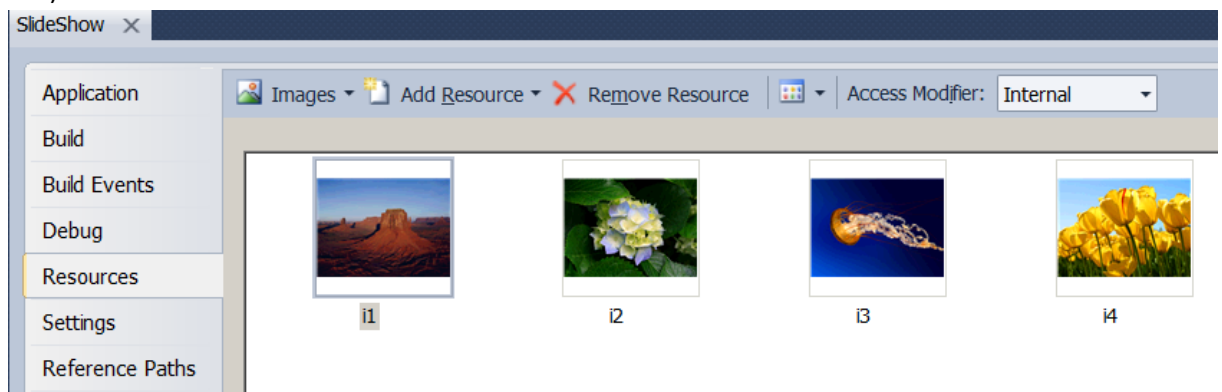 SlideShow
Application
Images Add Resource Remove Resource Access Modifier: Internal
Build
Build Events
Debug
Resources
Settings
Reference Paths
i1 i2 i3 i4